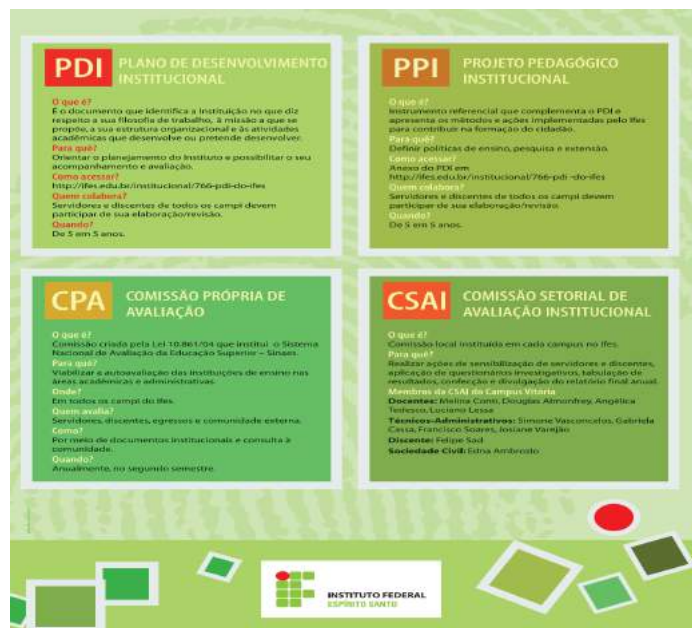 PDI
PLANO DE DESENVOLVIMENTO
INSTITUCIONAL
O que é?
É o documento que identifica a Instituição no que diz
respeito a sua filosofia de trabalho, à missão a que se
propõe, a sua estrutura organizacional e às atividades
acadêmicas que desenvolve ou pretende desenvolver.
Para quê?
Orientar o planejamento do Instituto e possibilitar o seu
acompanhamento e avaliação.
Como acessar?
http://ifes.edu.br/institucional/766-pdi-do-ifes
Quem colabora?
Servidores e discentes de todos os campi devem
participar de sua elaboração/revisão.
Quando?
De 5 em 5 anos.
PPI
PROJETO PEDAGÓGICO
INSTITUCIONAL
O que é?
Instrumento referencial que complementa o PDI e
apresenta os métodos e ações implementadas pelo Ifes
para contribuir na formação do cidadão.
Para quê?
Definir políticas de ensino, pesquisa e extensão.
Como acessar?
Anexo do PDI em
http://ifes.edu.br/institucional/766-pdi -do-ifes
Quem colabora?
Servidores e discentes de todos os campi devem
participar de sua elaboração/revisão.
Quando?
De 5 em 5 anos.
CPA
COMISSÃO PRÓPRIA DE
AVALIAÇÃO
O que é?
Comissão criada pela Lei 10.861/04 que institui o Sistema
Nacional de Avaliação da Educação Superior – Sinaes.
Para quê?
Viabilizar a autoavaliação das instituições de ensino nas
áreas acadêmicas e administrativas.
Onde?
Em todos os campi do Ifes.
Quem avalia?
Servidores, discentes, egressos e comunidade externa.
Como?
Por meio de documentos institucionais e consulta à
comunidade.
Quando?
Anualmente, no segundo semestre.
CSAI
COMISSÃO SETORIAL DE
AVALIAÇÃO INSTITUCIONAL
O que é?
Comissão local instituída em cada campus no Ifes.
Para quê?
Realizar ações de sensibilização de servidores e discentes,
aplicação de questionários investigativos, tabulação de
resultados, confecção e divulgação do relatório final anual.
Membros da CSAI do Campus Vitória
Docentes: Melina Conti, Douglas Almonfrey, Angélica
Tedesco, Luciano Lessa
Técnicos-Administrativos: Simone Vasconcelos, Gabriela
Cassa, Francisco Soares, Josiane Varejão
Discente: Felipe Sad
Sociedade Civil: Edna Ambrosio
INSTITUTO FEDERAL
ESPÍRITO SANTO